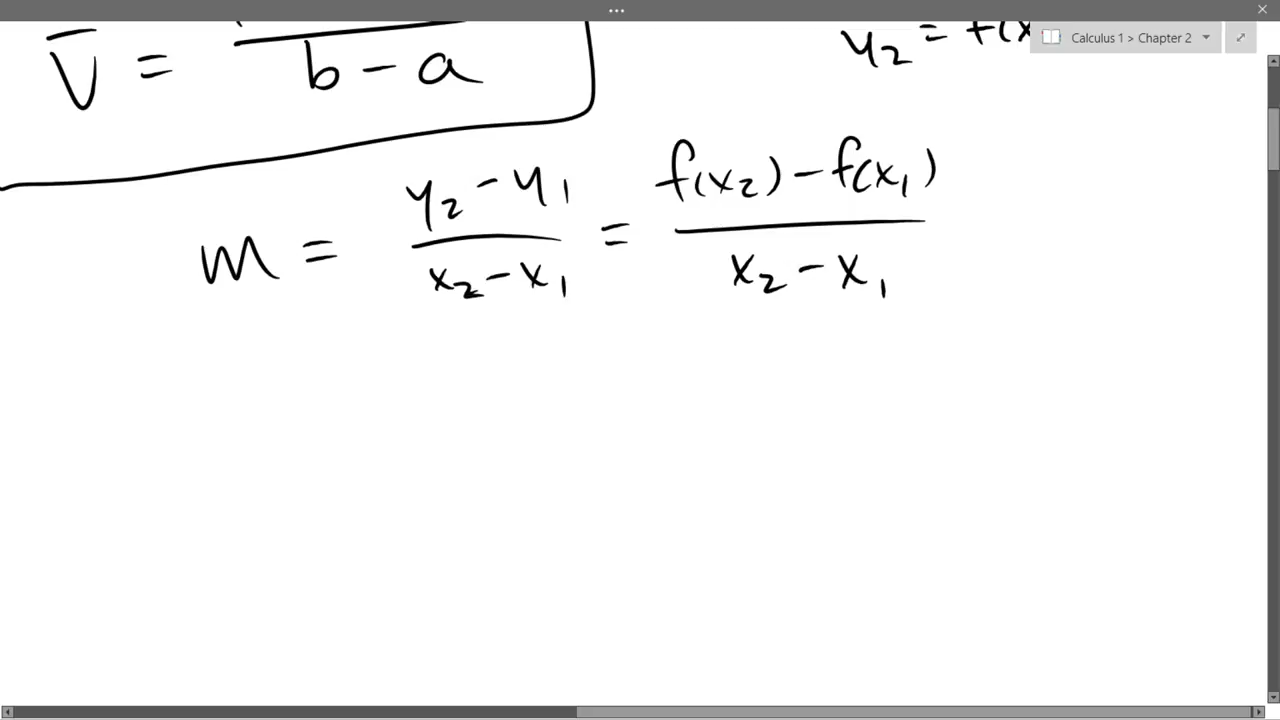 Calculus 1 > Chapter 2
y₂ = f(x
V̅ = ‾‾‾ / (b - a)
m = (y₂ - y₁) / (x₂ - x₁) = (f(x₂) - f(x₁)) / (x₂ - x₁)